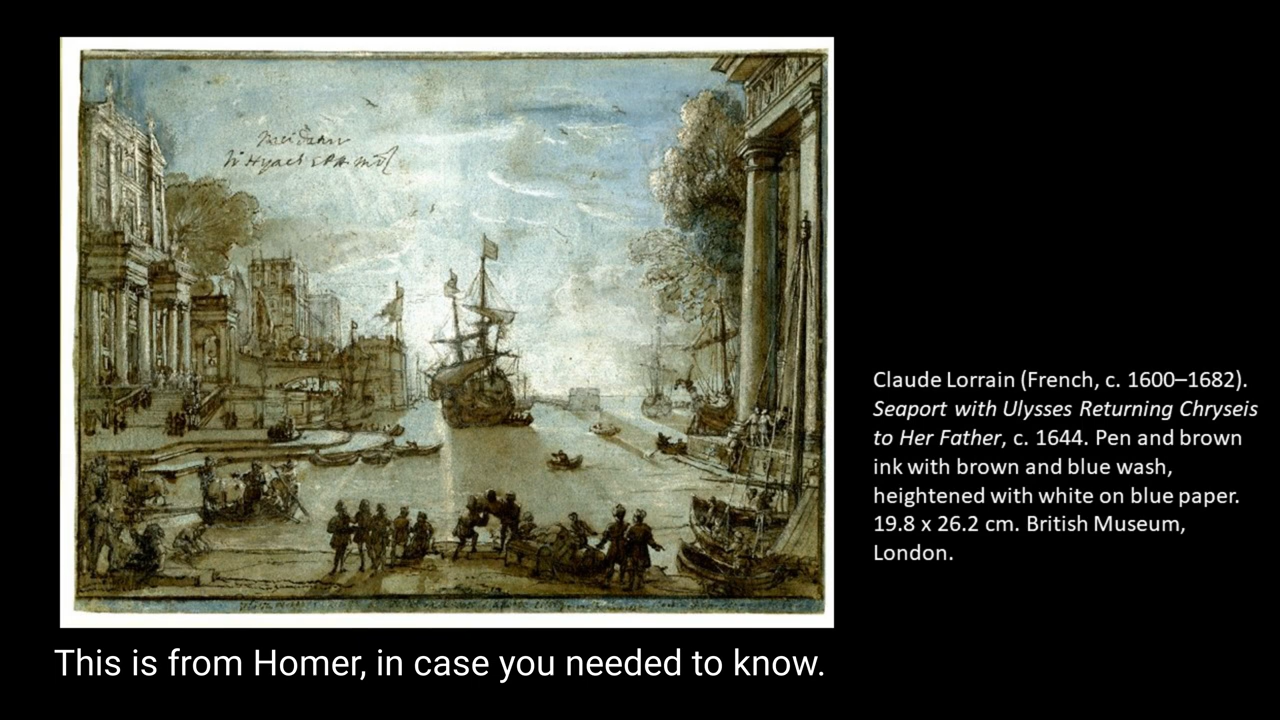 Claude Lorrain (French, c. 1600–1682).
Seaport with Ulysses Returning Chryseis
to Her Father, c. 1644. Pen and brown
ink with brown and blue wash,
heightened with white on blue paper.
19.8 x 26.2 cm. British Museum,
London.
This is from Homer, in case you needed to know.